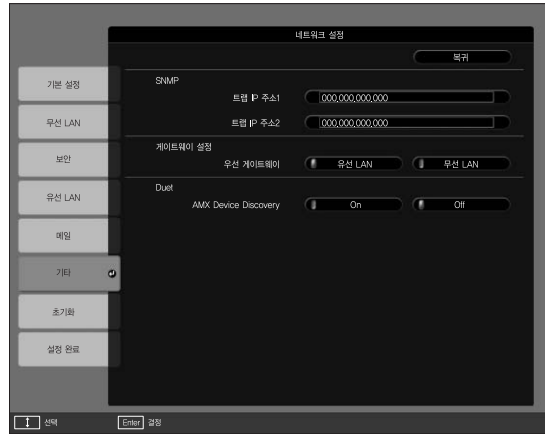 네트워크 설정
복귀
기본 설정
무선 LAN
보안
유선 LAN
메일
기타
초기화
설정 완료
SNMP
트랩 IP 주소1 000,000,000,000
트랩 IP 주소2 000,000,000,000
게이트웨이 설정
우선 게이트웨이 유선 LAN 무선 LAN
Duet
AMX Device Discovery On Off
선택 Enter 결정